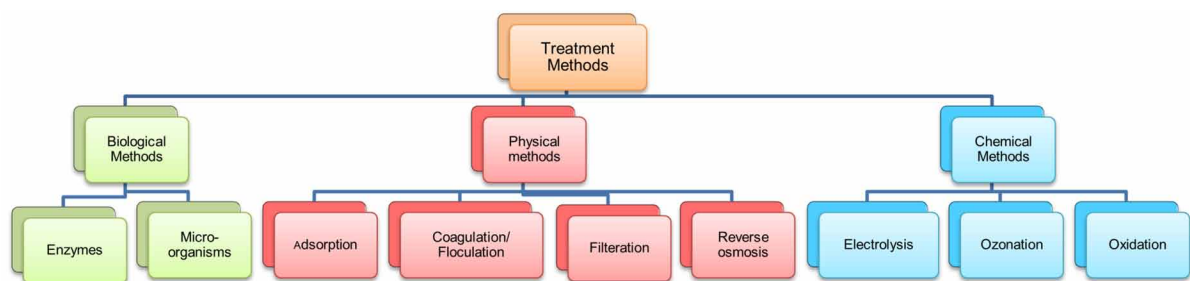 Treatment
Methods
Biological
Methods
Physical
methods
Chemical
Methods
Enzymes
Micro-
organisms
Adsorption
Coagulation/
Floculation
Filteration
Reverse
osmosis
Electrolysis
Ozonation
Oxidation